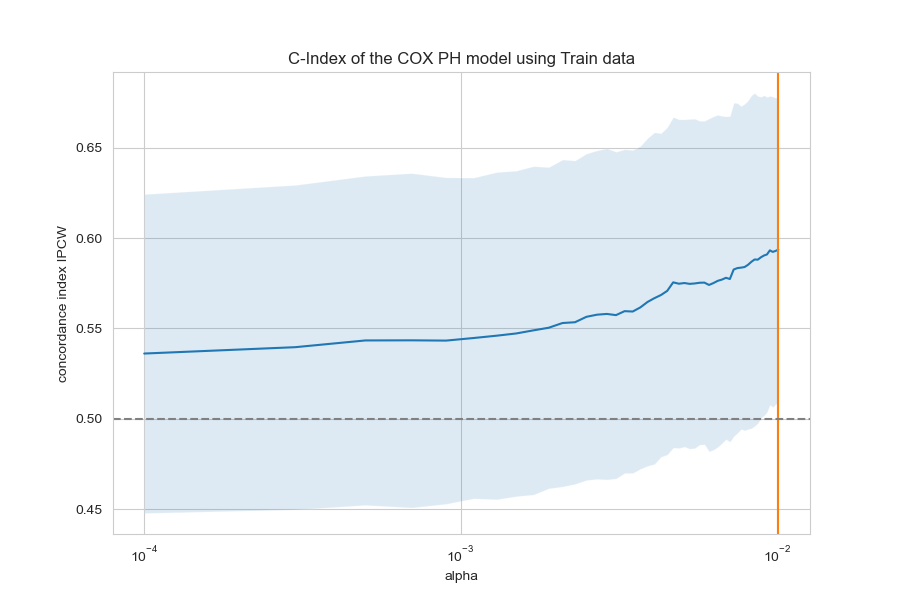 C-Index of the COX PH model using Train data
concordance index IPCW
0.65
0.60
0.55
0.50
0.45
10⁻⁴
10⁻³
10⁻²
alpha